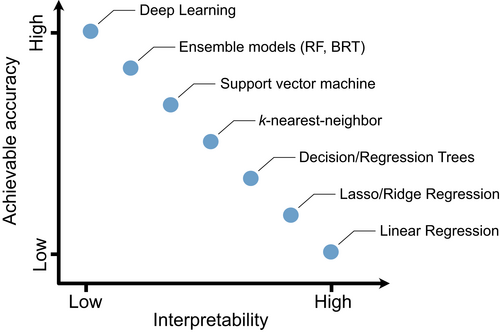 Deep Learning
Ensemble models (RF, BRT)
Support vector machine
k-nearest-neighbor
Decision/Regression Trees
Lasso/Ridge Regression
Linear Regression
High
Achievable accuracy
Low
Low
High
Interpretability